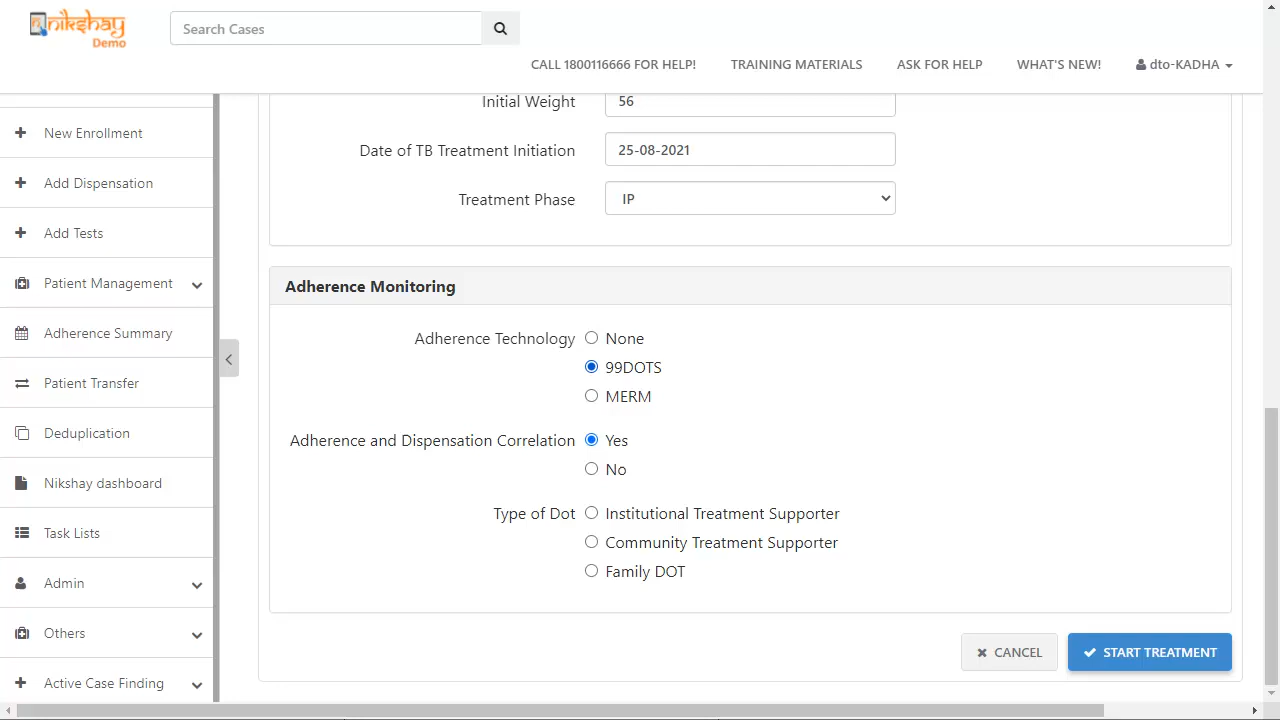 nikshay
Demo
Search Cases
CALL 1800116666 FOR HELP!
TRAINING MATERIALS
ASK FOR HELP
WHAT'S NEW!
dto-KADHA
New Enrollment
Add Dispensation
Add Tests
Patient Management
Adherence Summary
Patient Transfer
Deduplication
Nikshay dashboard
Task Lists
Admin
Others
Active Case Finding
Initial Weight 56
Date of TB Treatment Initiation 25-08-2021
Treatment Phase IP
Adherence Monitoring
Adherence Technology None
99DOTS
MERM
Adherence and Dispensation Correlation Yes
No
Type of Dot Institutional Treatment Supporter
Community Treatment Supporter
Family DOT
CANCEL
START TREATMENT